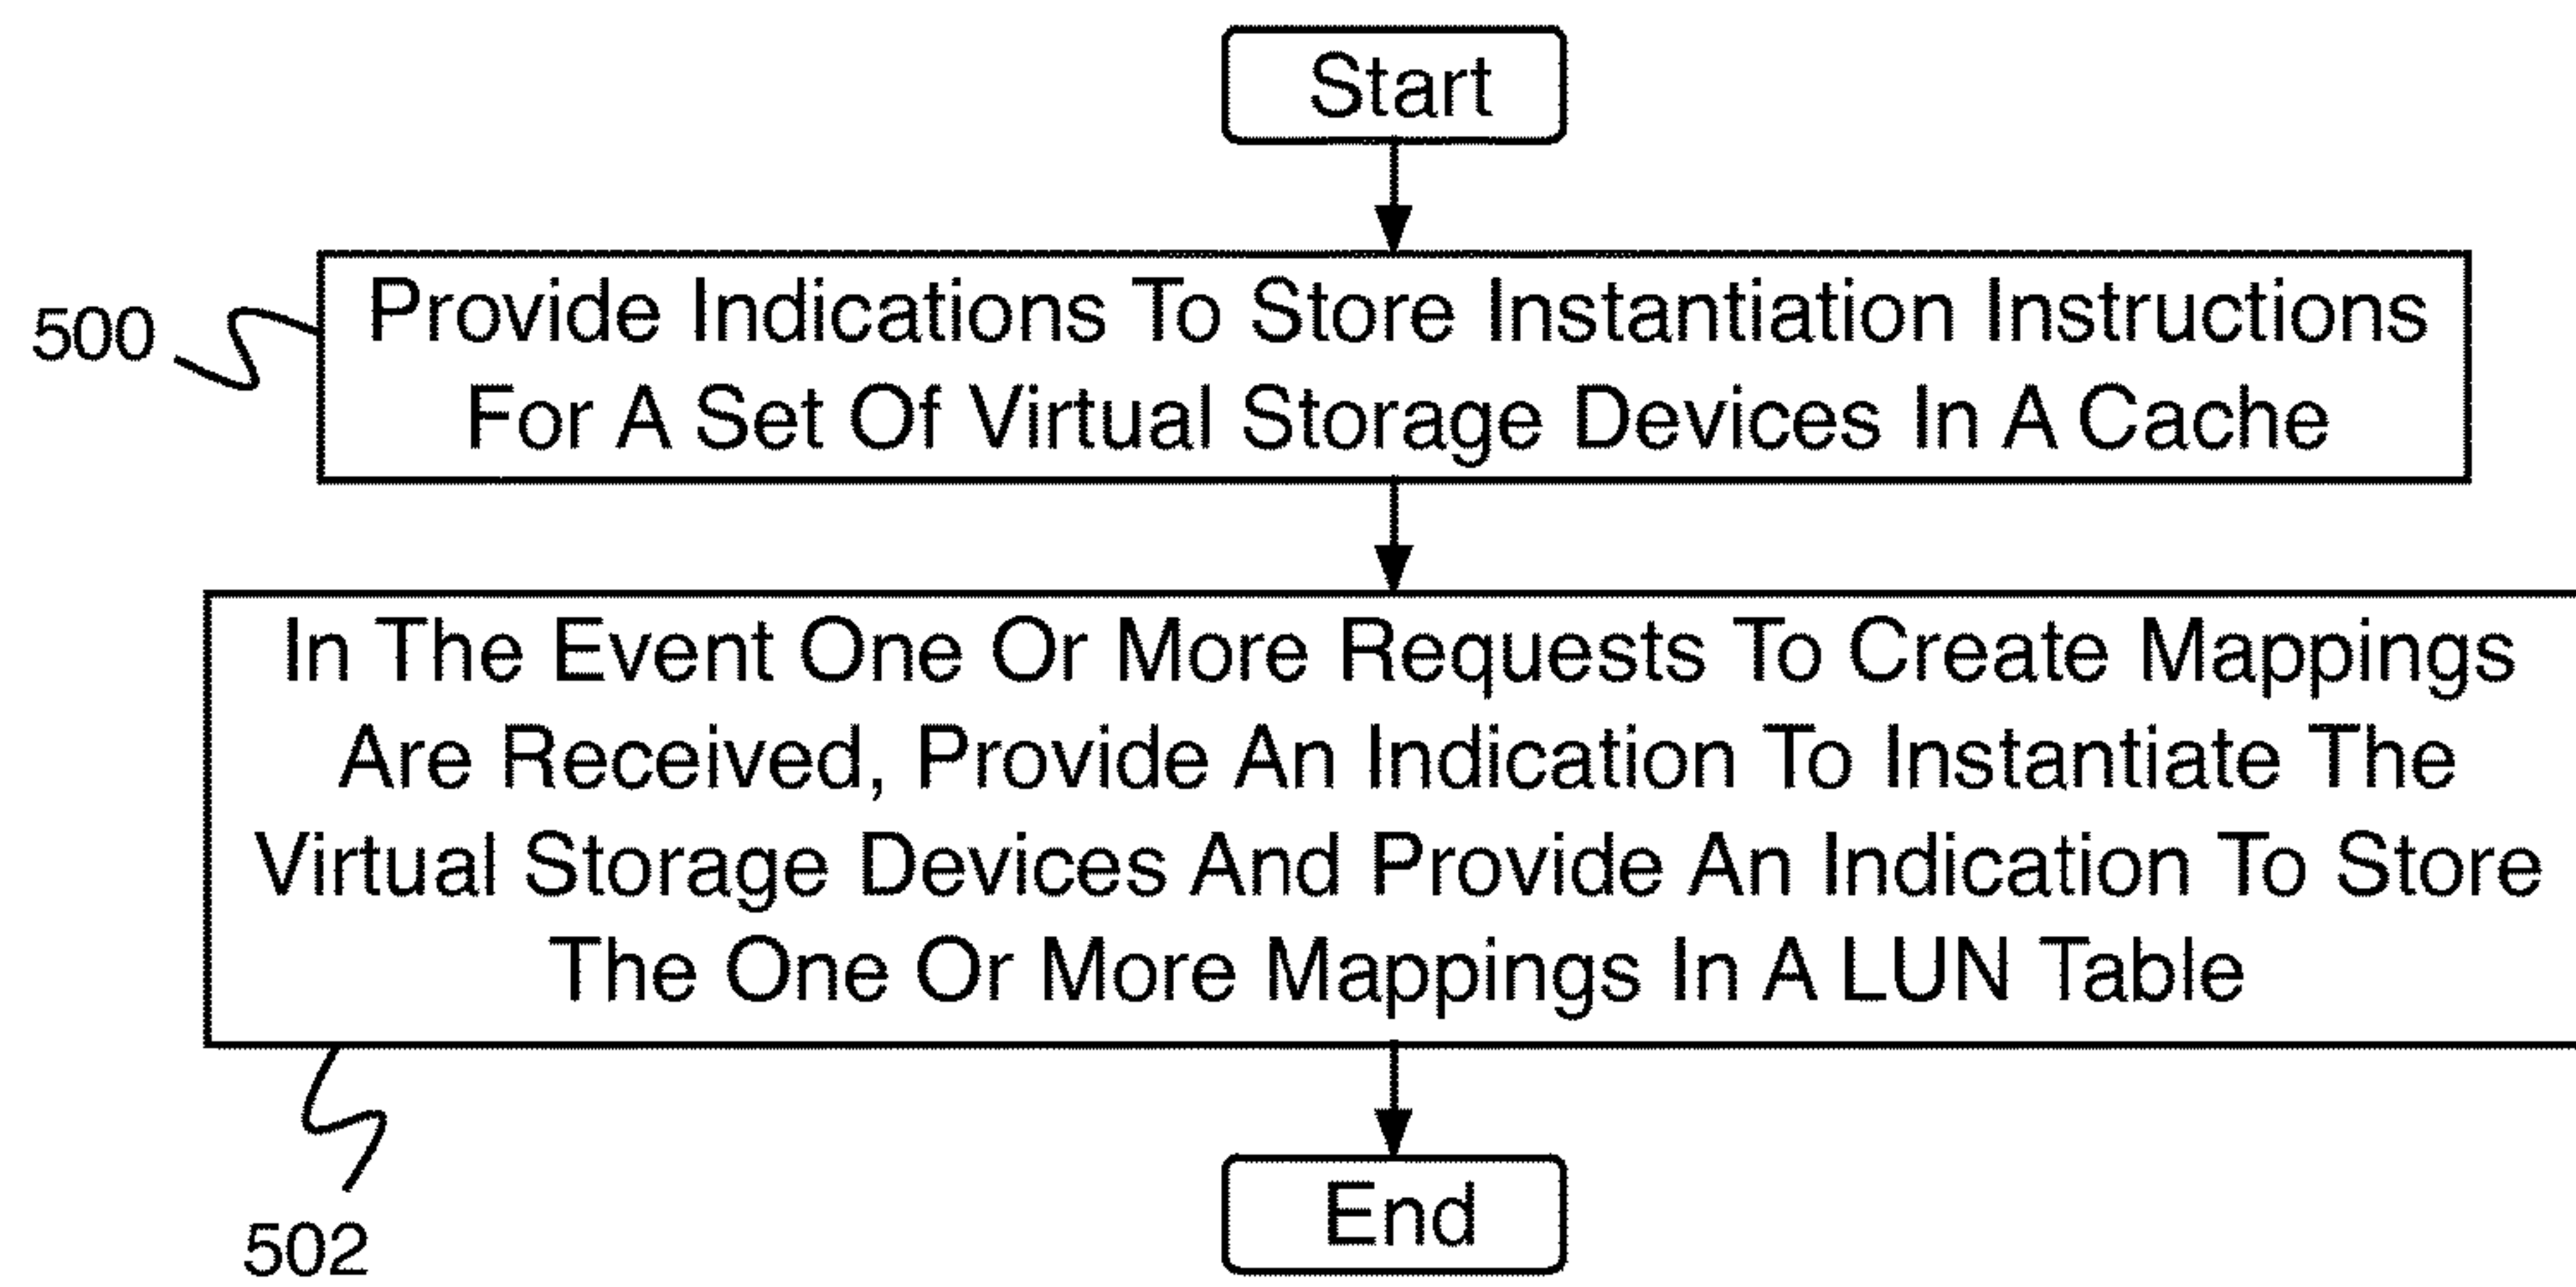 Start
500
Provide Indications To Store Instantiation Instructions
For A Set Of Virtual Storage Devices In A Cache
In The Event One Or More Requests To Create Mappings
Are Received, Provide An Indication To Instantiate The
Virtual Storage Devices And Provide An Indication To Store
The One Or More Mappings In A LUN Table
502
End